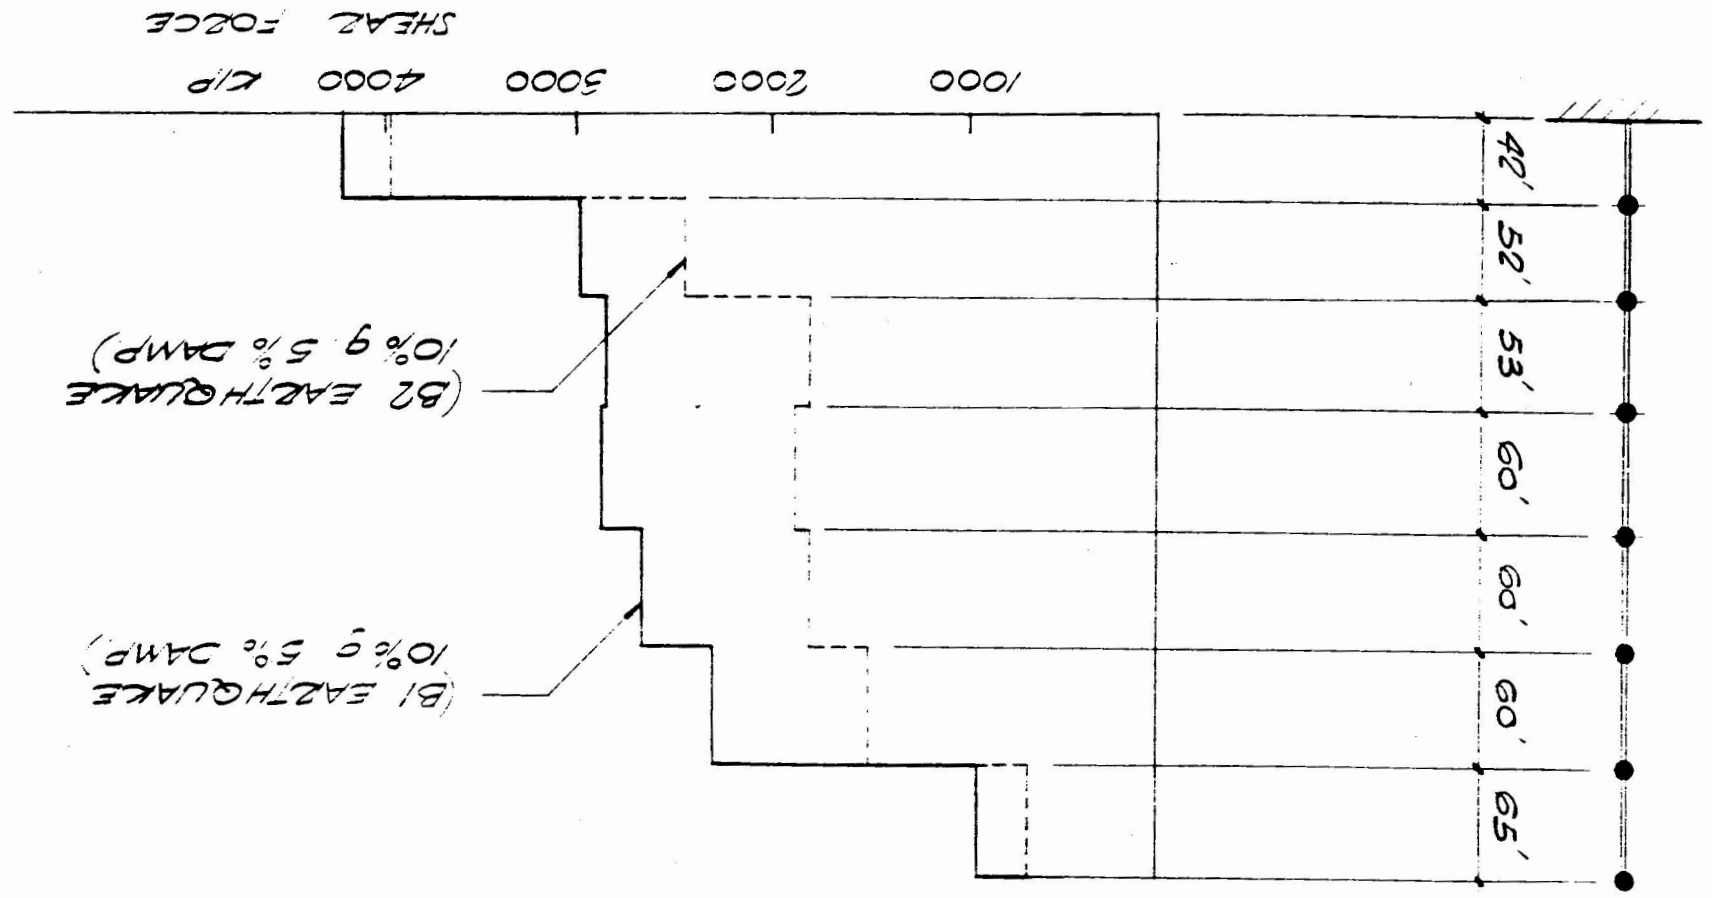 65'
60'
(B1 EARTHQUAKE
10% g 5% DAMP)
60'
60'
53'
(B2 EARTHQUAKE
10% g 5% DAMP)
52'
42'
1000 2000 3000 4000 KIP
SHEAR FORCE